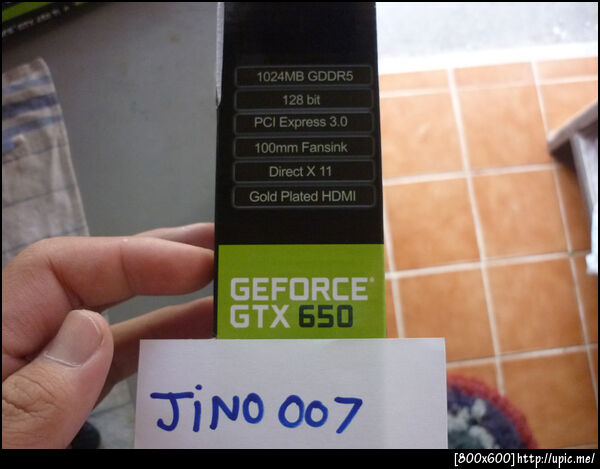 1024MB GDDR5
128 bit
PCI Express 3.0
100mm Fansink
Direct X 11
Gold Plated HDMI
GEFORCE®
GTX 650
JiNO 007
[800x600]http://upic.me/